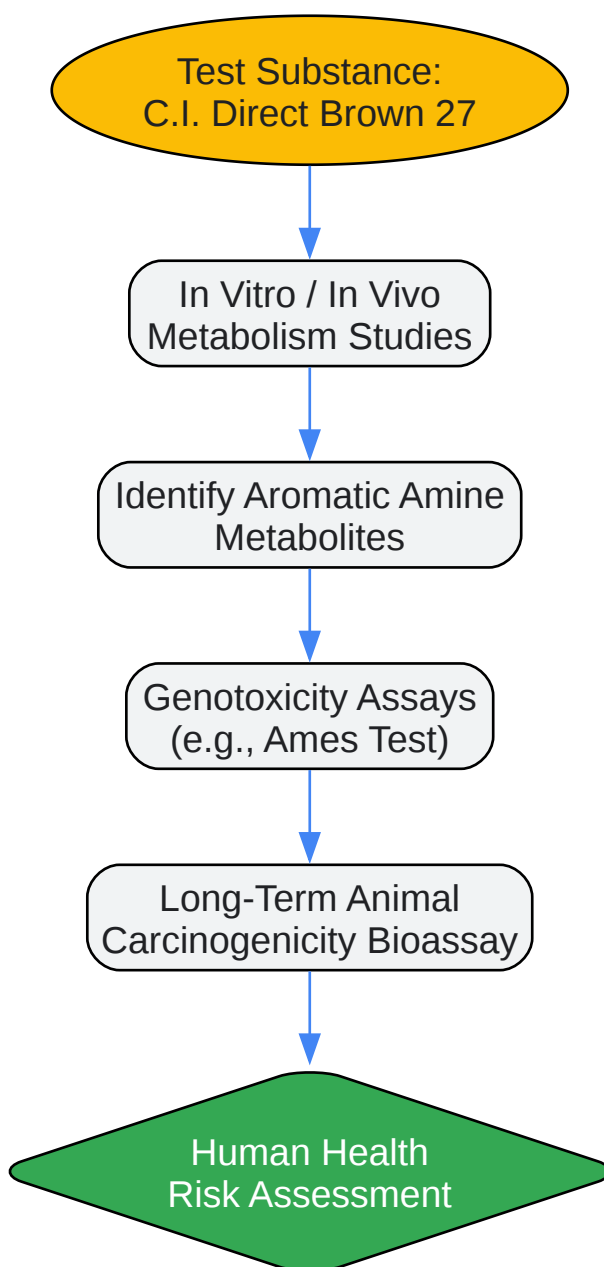 Test Substance:
C.I. Direct Brown 27
In Vitro / In Vivo
Metabolism Studies
Identify Aromatic Amine
Metabolites
Genotoxicity Assays
(e.g., Ames Test)
Long-Term Animal
Carcinogenicity Bioassay
Human Health
Risk Assessment